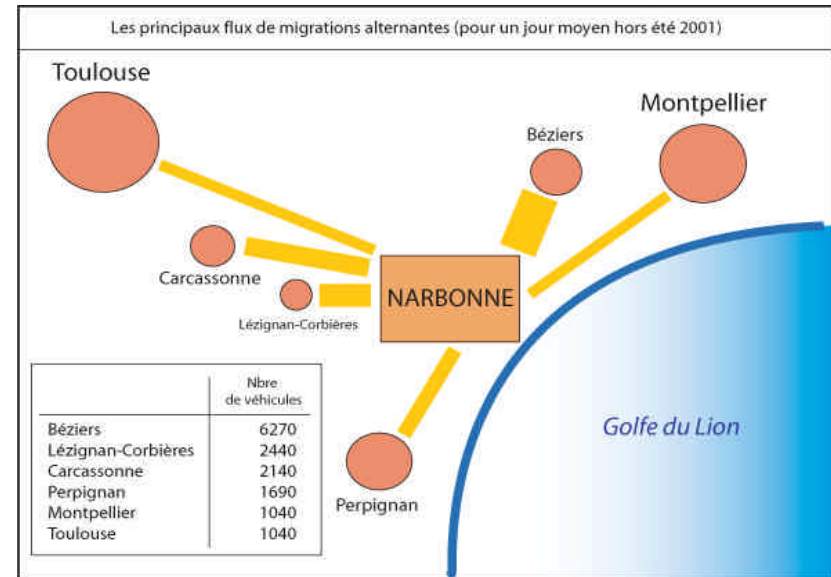 Les principaux flux de migrations alternantes (pour un jour moyen hors été 2001)
Toulouse
Montpellier
Béziers
Carcassonne
NARBONNE
Lézignan-Corbières
Golfe du Lion
Perpignan
Nbre
de véhicules
Béziers 6270
Lézignan-Corbières 2440
Carcassonne 2140
Perpignan 1690
Montpellier 1040
Toulouse 1040